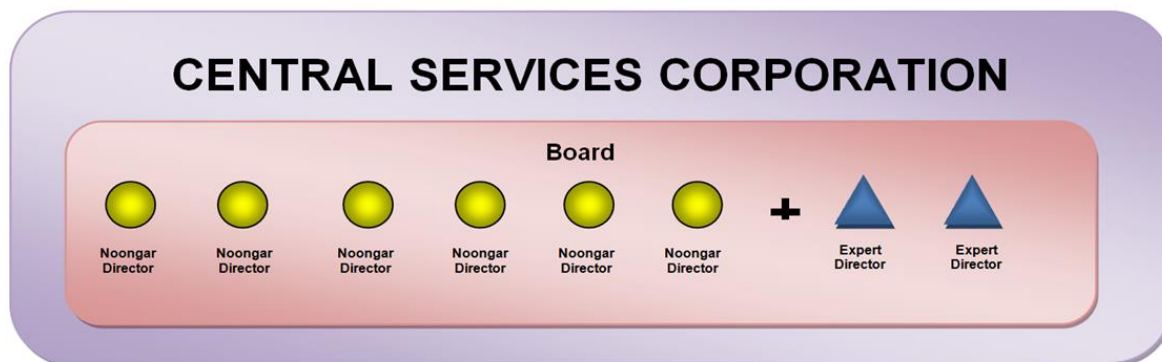 CENTRAL SERVICES CORPORATION
Board
+
Noongar Director
Noongar Director
Noongar Director
Noongar Director
Noongar Director
Noongar Director
Expert Director
Expert Director